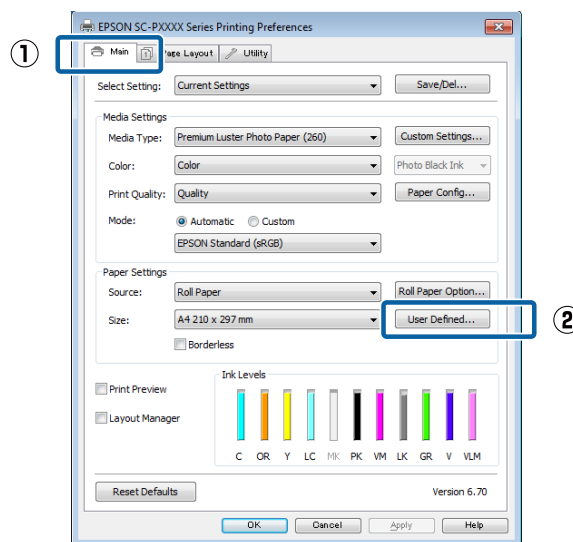 EPSON SC-PXXXX Series Printing Preferences
1
Main Page Layout Utility
Select Setting: Current Settings Save/Del...
Media Settings
Media Type: Premium Luster Photo Paper (260) Custom Settings...
Color: Color Photo Black Ink
Print Quality: Quality Paper Config...
Mode: Automatic Custom
EPSON Standard (sRGB)
Paper Settings
Source: Roll Paper Roll Paper Option...
Size: A4 210 x 297 mm User Defined...
2
Borderless
Ink Levels
Print Preview
Layout Manager
C OR Y LC MK PK VM LK GR V VLM
Reset Defaults Version 6.70
OK Cancel Apply Help